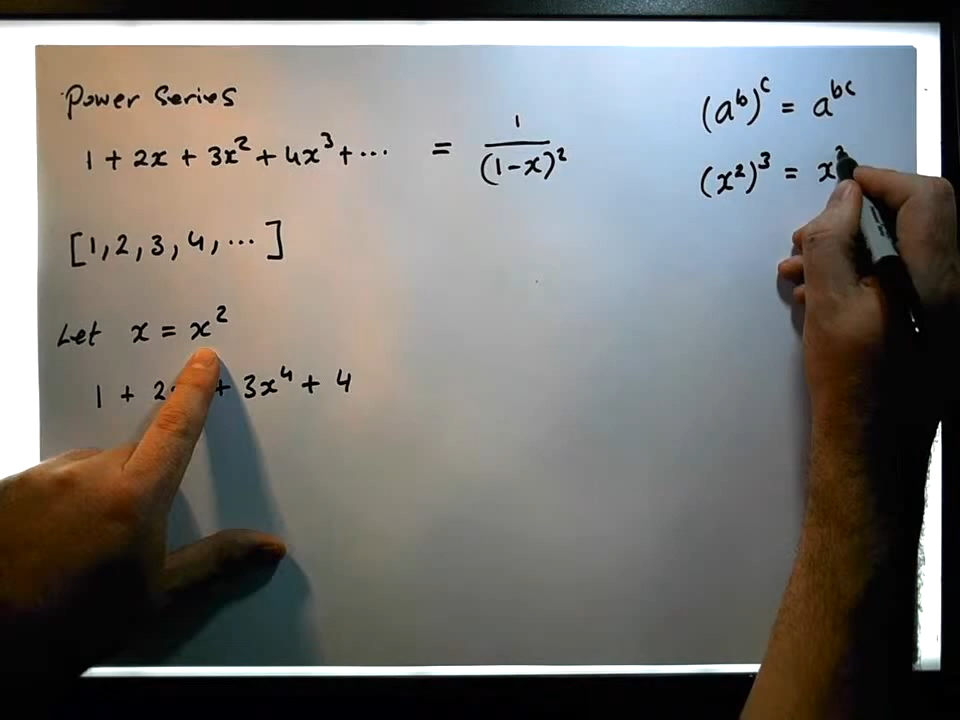 Power Series
1 + 2x + 3x² + 4x³ + ... = 1/(1-x)²
[1, 2, 3, 4, ... ]
Let x = x²
1 + 2 + 3x⁴ + 4
(a^b)^c = a^bc
(x²)³ = x